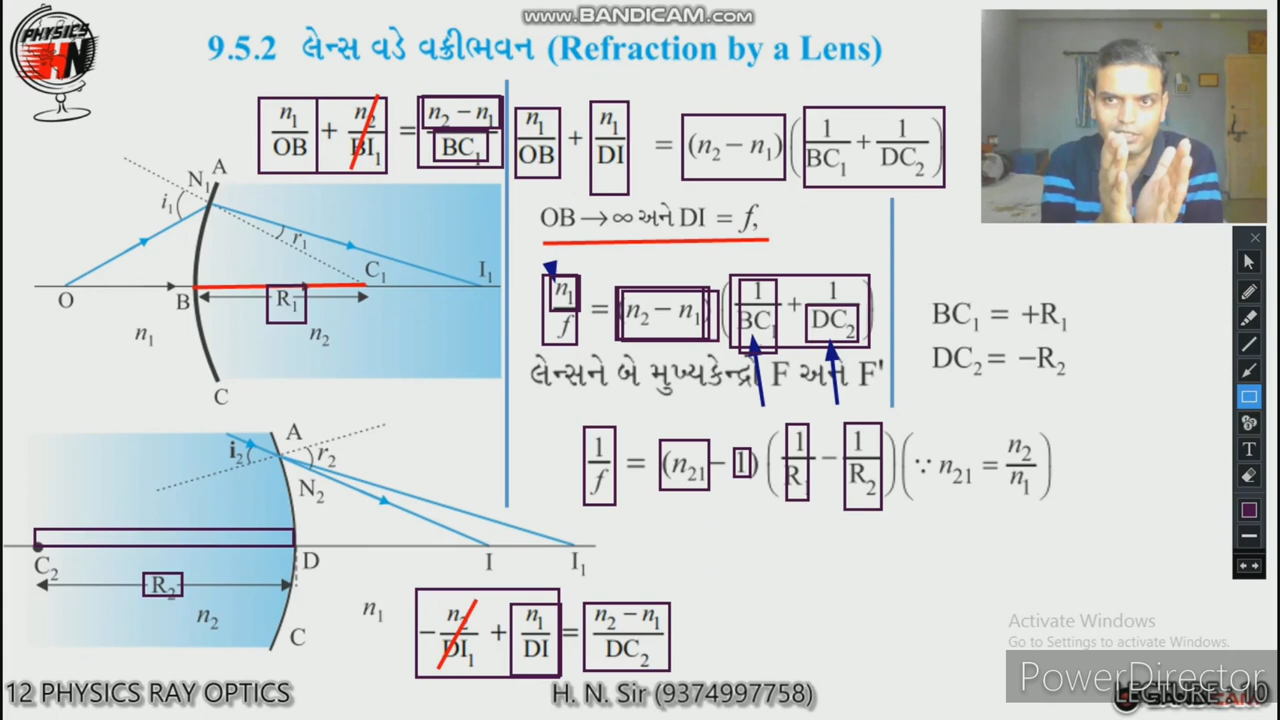 www.BANDICAM.com
PHYSICS
HN
9.5.2 લેન્સ વડે વક્રીભવન (Refraction by a Lens)
n₁/OB + n₂/BI₁ = (n₂ – n₁)/BC₁
A
N₁
i₁
r₁
C₁
I₁
O
B
R₁
n₁
n₂
C
n₁/OB + n₁/DI = (n₂ – n₁) (1/BC₁ + 1/DC₂)
OB → ∞ અને DI = f,
n₁/f = (n₂ – n₁) (1/BC₁ + 1/DC₂)
લેન્સને બે મુખ્યકેન્દ્રો F અને F'
BC₁ = +R₁
DC₂ = –R₂
1/f = (n₂₁ – 1) (1/R₁ – 1/R₂) (∵ n₂₁ = n₂/n₁)
A
i₂
r₂
N₂
C₂
D
I
I₁
R₂
n₂
n₁
C
– n₂/DI₁ + n₁/DI = (n₂ – n₁)/DC₂
T
Activate Windows
Go to Settings to activate Windows.
PowerDirector
12 PHYSICS RAY OPTICS
H. N. Sir (9374997758)
LECTURE - 10